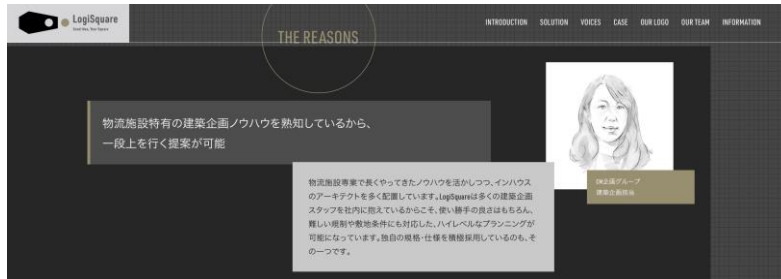 LogiSquare
INTRODUCTION SOLUTION VOICES CASE OUR LOGO OUR TEAM INFORMATION
THE REASONS
物流施設特有の建築企画ノウハウを熟知しているから、
一段上を行く提案が可能
物流施設専業で長くやってきたノウハウを活かしつつ、インハウス
のアーキテクトを多く配置しています。LogiSquareは多くの建築企画
スタッフを社内に抱えているからこそ、使い勝手の良さはもちろん、
難しい規制や敷地条件にも対応した、ハイレベルなプランニングが
可能になっています。独自の規格・仕様を積極採用しているのも、そ
の一つです。
企画グループ
建築企画担当